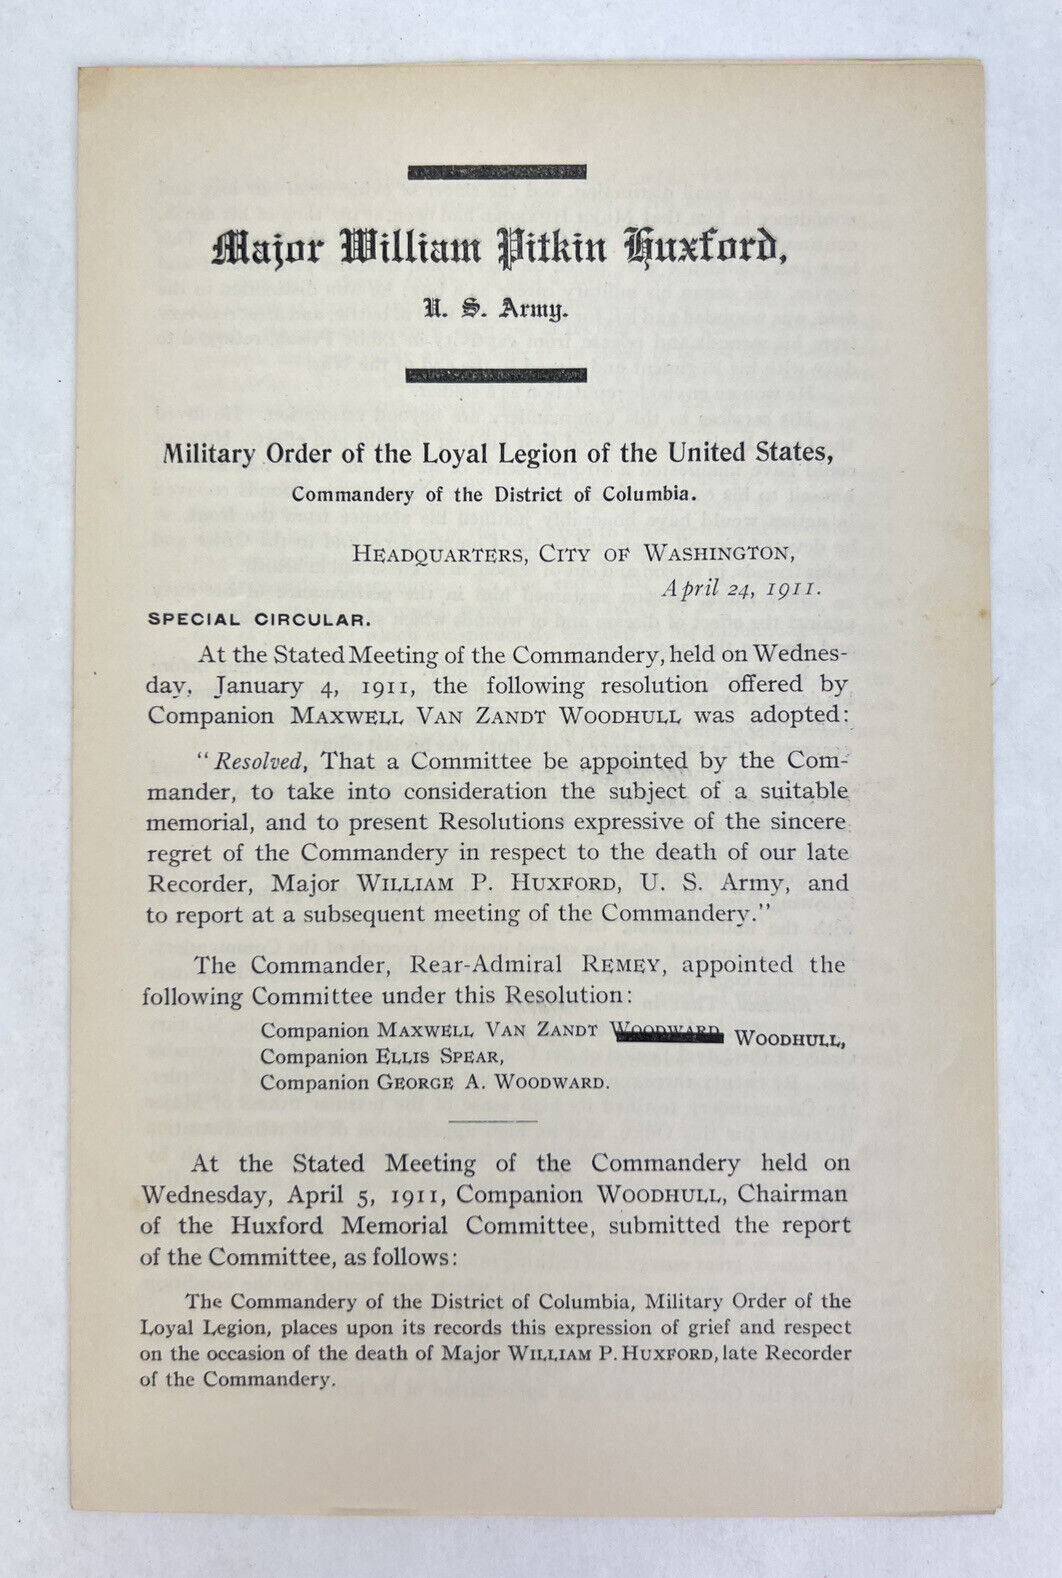 Major William Pitkin Huxford,
U. S. Army.
Military Order of the Loyal Legion of the United States,
Commandery of the District of Columbia.
HEADQUARTERS, CITY OF WASHINGTON,
April 24, 1911.
SPECIAL CIRCULAR.
At the Stated Meeting of the Commandery, held on Wednes-
day, January 4, 1911, the following resolution offered by
Companion MAXWELL VAN ZANDT WOODHULL was adopted:
"Resolved, That a Committee be appointed by the Com-
mander, to take into consideration the subject of a suitable
memorial, and to present Resolutions expressive of the sincere
regret of the Commandery in respect to the death of our late
Recorder, Major WILLIAM P. HUXFORD, U. S. Army, and
to report at a subsequent meeting of the Commandery."
The Commander, Rear-Admiral REMEY, appointed the
following Committee under this Resolution:
Companion MAXWELL VAN ZANDT WOODWARD WOODHULL,
Companion ELLIS SPEAR,
Companion GEORGE A. WOODWARD.
At the Stated Meeting of the Commandery held on
Wednesday, April 5, 1911, Companion WOODHULL, Chairman
of the Huxford Memorial Committee, submitted the report
of the Committee, as follows:
The Commandery of the District of Columbia, Military Order of the
Loyal Legion, places upon its records this expression of grief and respect
on the occasion of the death of Major WILLIAM P. HUXFORD, late Recorder
of the Commandery.